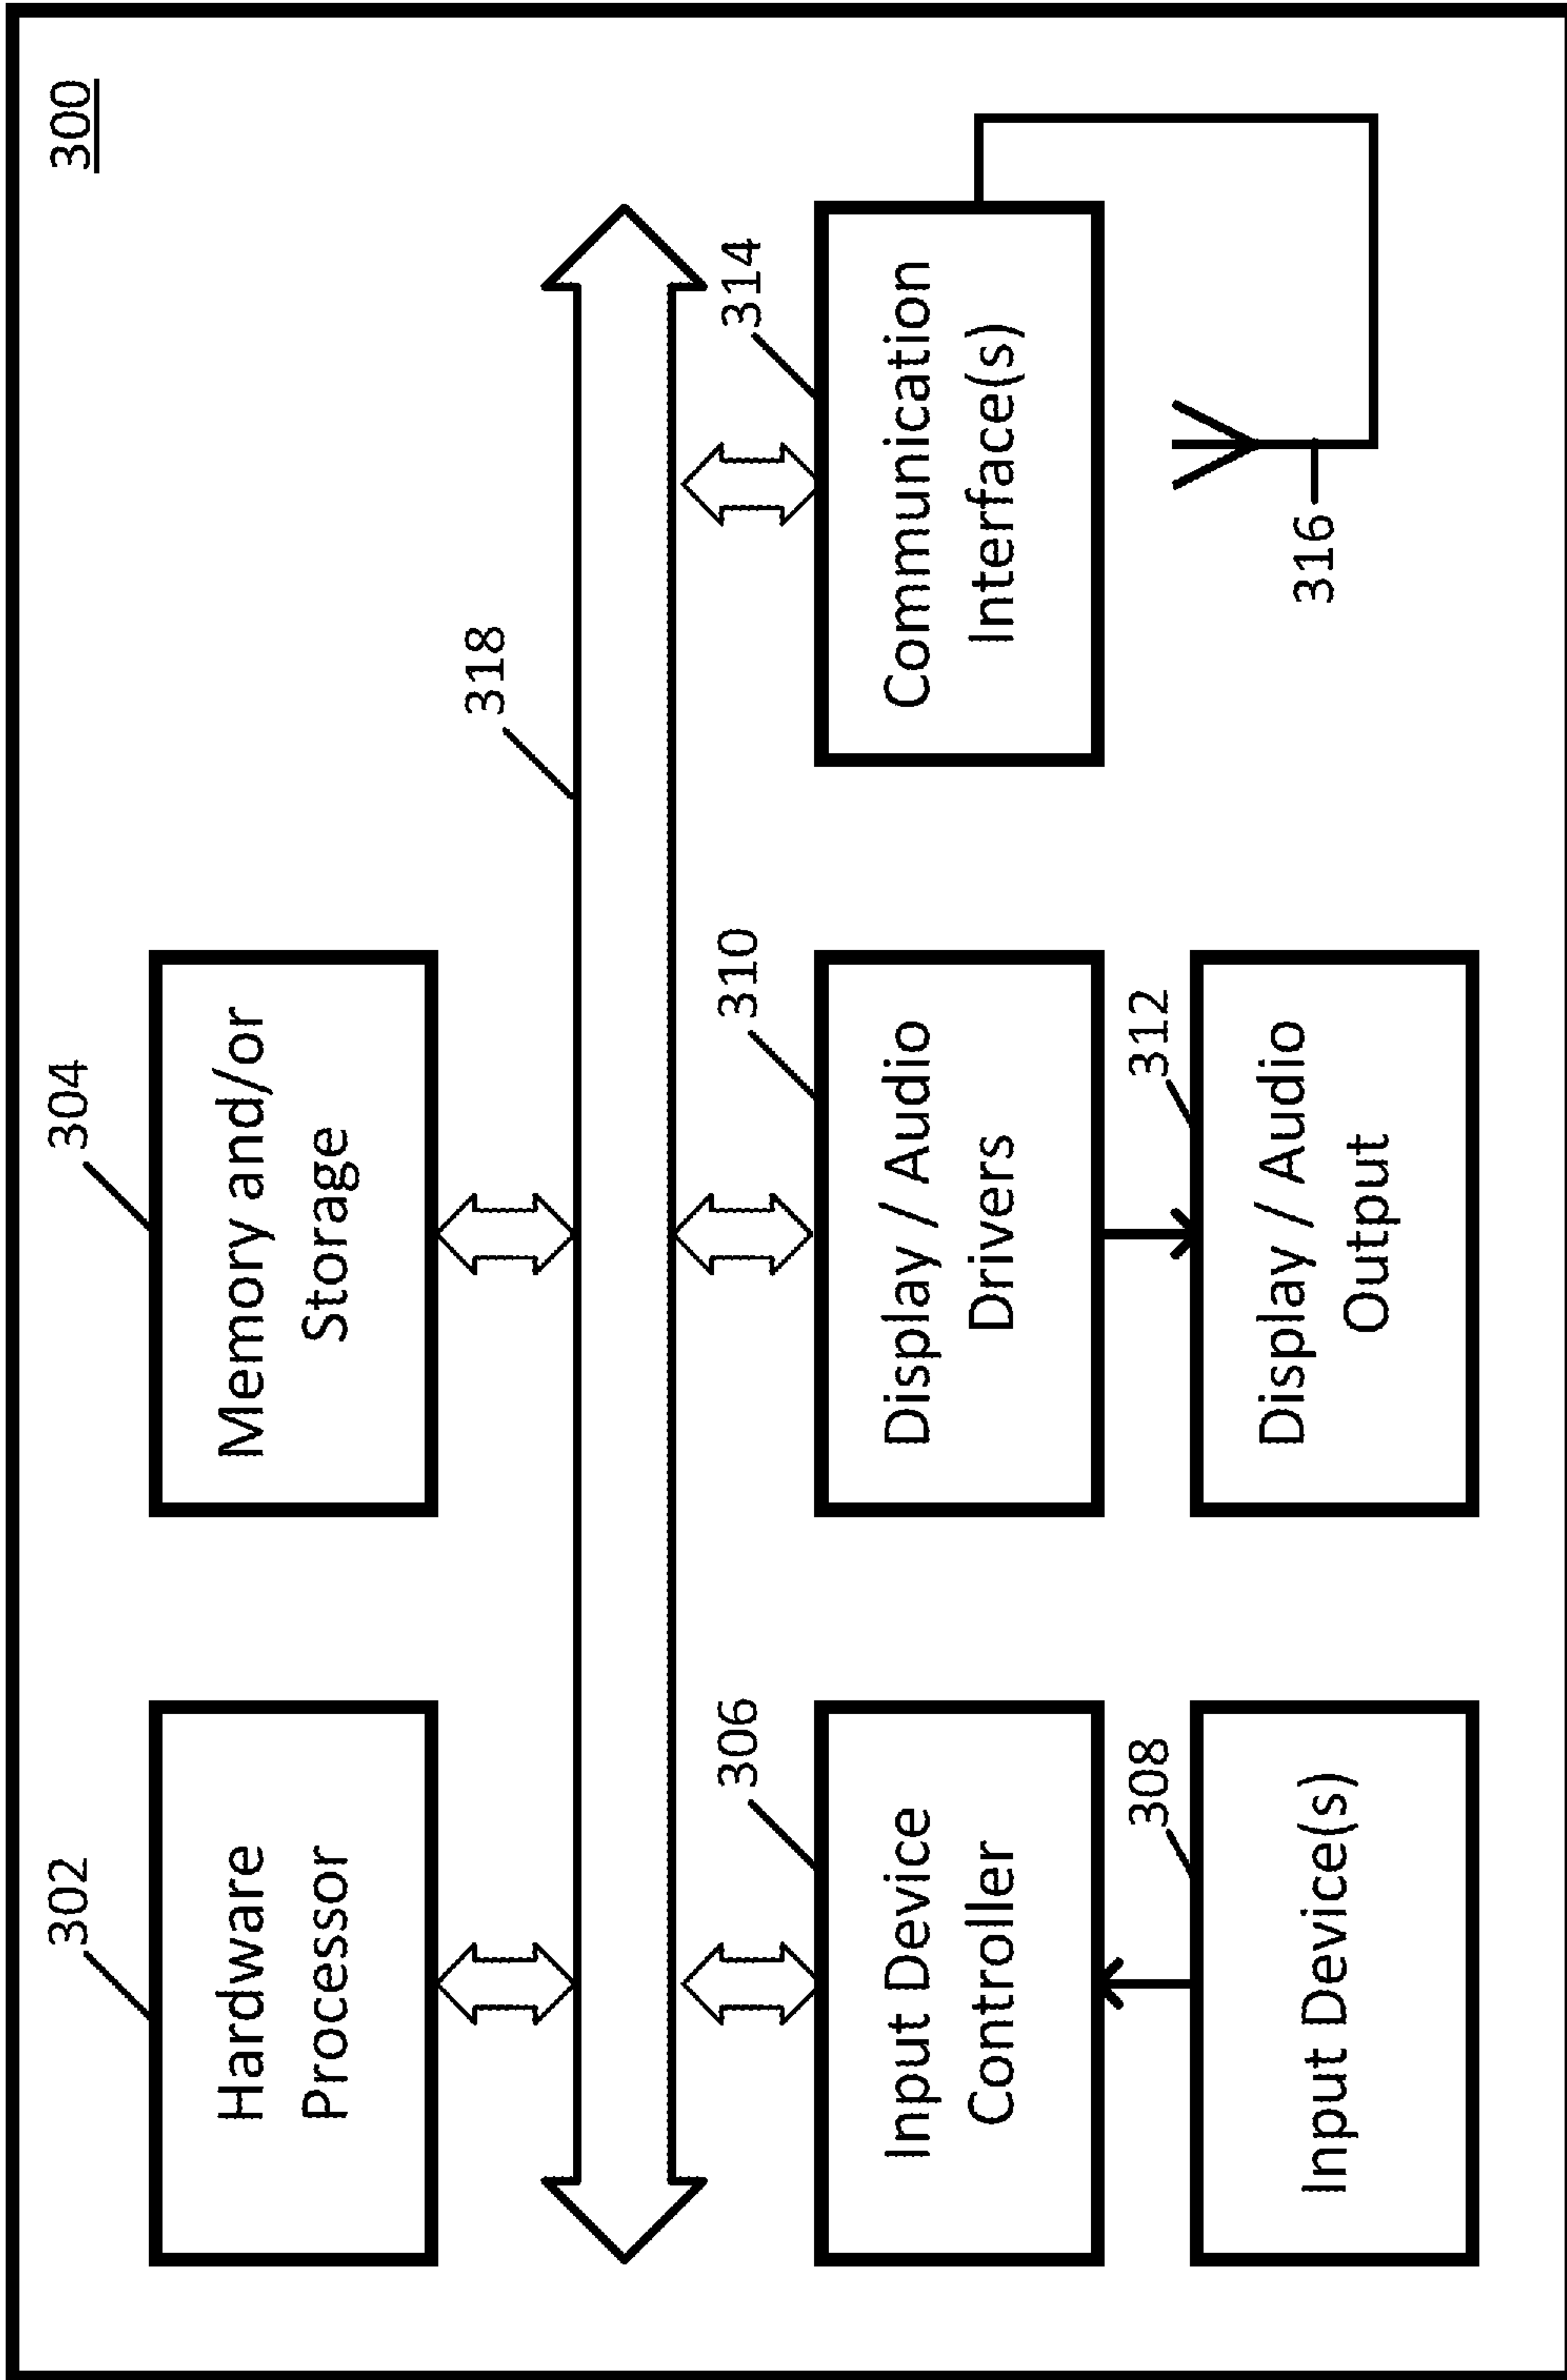 300
302
Hardware
Processor
304
Memory and/or
Storage
318
306
Input Device
Controller
310
Display / Audio
Drivers
314
Communication
Interface(s)
308
Input Device(s)
312
Display / Audio
Output
316